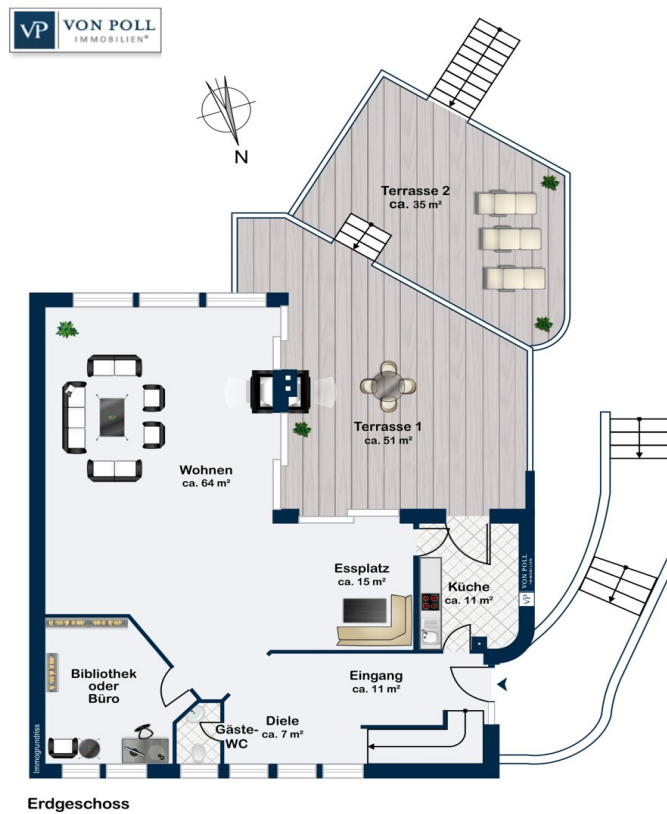 VP VON POLL
IMMOBILIEN®
N
Terrasse 2
ca. 35 m²
Terrasse 1
ca. 51 m²
Wohnen
ca. 64 m²
Essplatz
ca. 15 m²
Küche
ca. 11 m²
VP VON POLL
IMMOBILIEN
Bibliothek
oder
Büro
Eingang
ca. 11 m²
Diele
ca. 7 m²
Gäste-
WC
Immogrundriss
Erdgeschoss